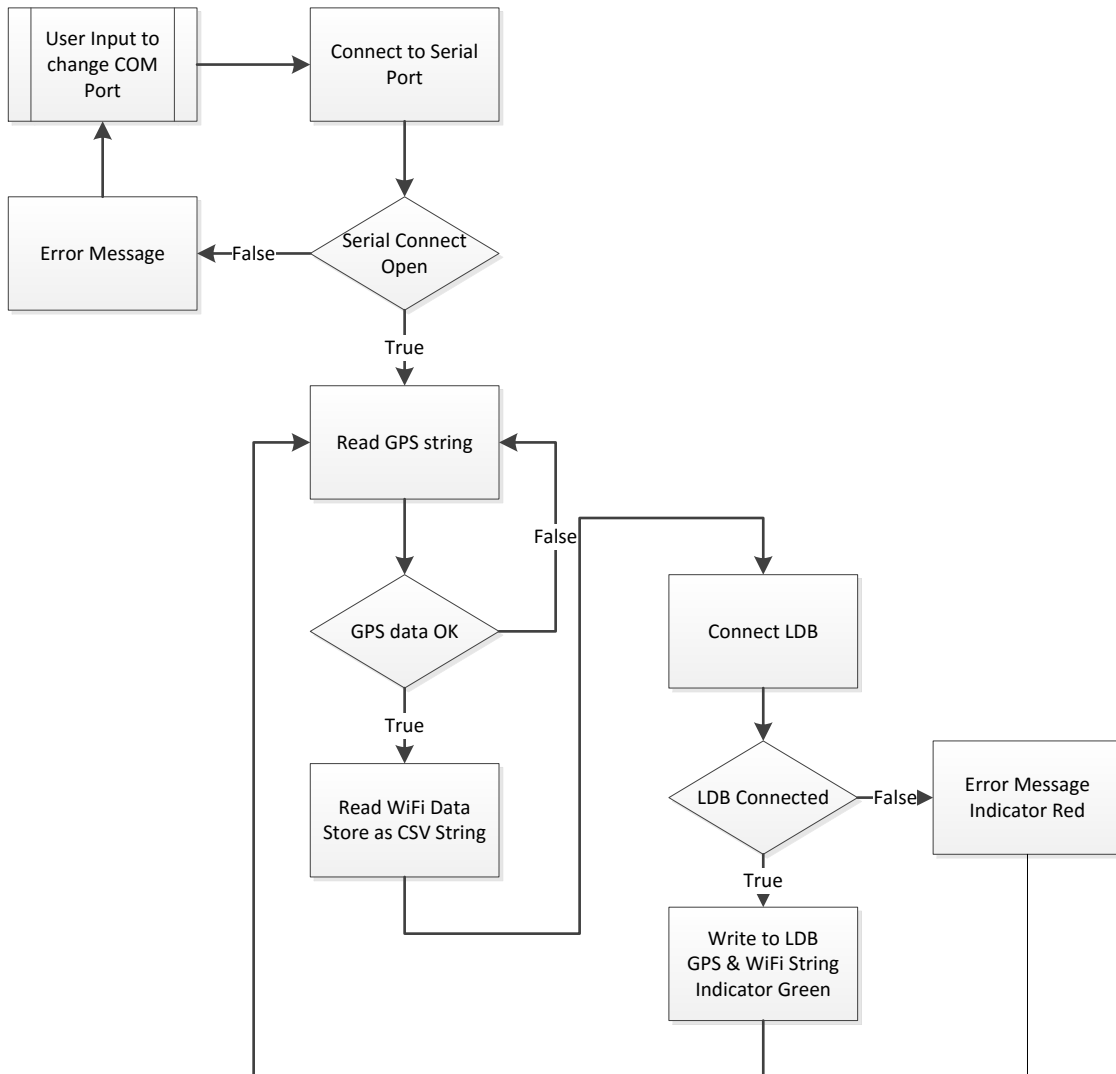 User Input to
change COM
Port
Connect to Serial
Port
Error Message
False
Serial Connect
Open
True
Read GPS string
False
GPS data OK
True
Read WiFi Data
Store as CSV String
Connect LDB
LDB Connected
False
Error Message
Indicator Red
True
Write to LDB
GPS & WiFi String
Indicator Green